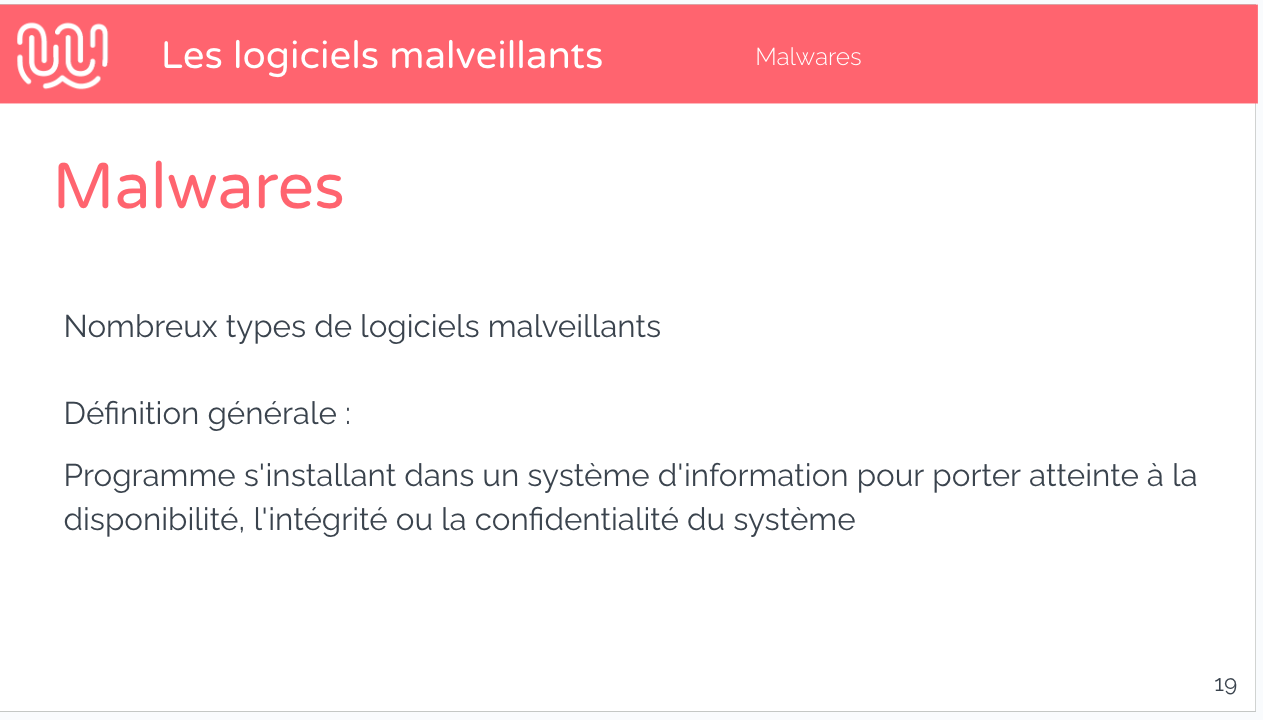 Les logiciels malveillants
Malwares
Malwares
Nombreux types de logiciels malveillants
Définition générale :
Programme s'installant dans un système d'information pour porter atteinte à la
disponibilité, l'intégrité ou la confidentialité du système
19